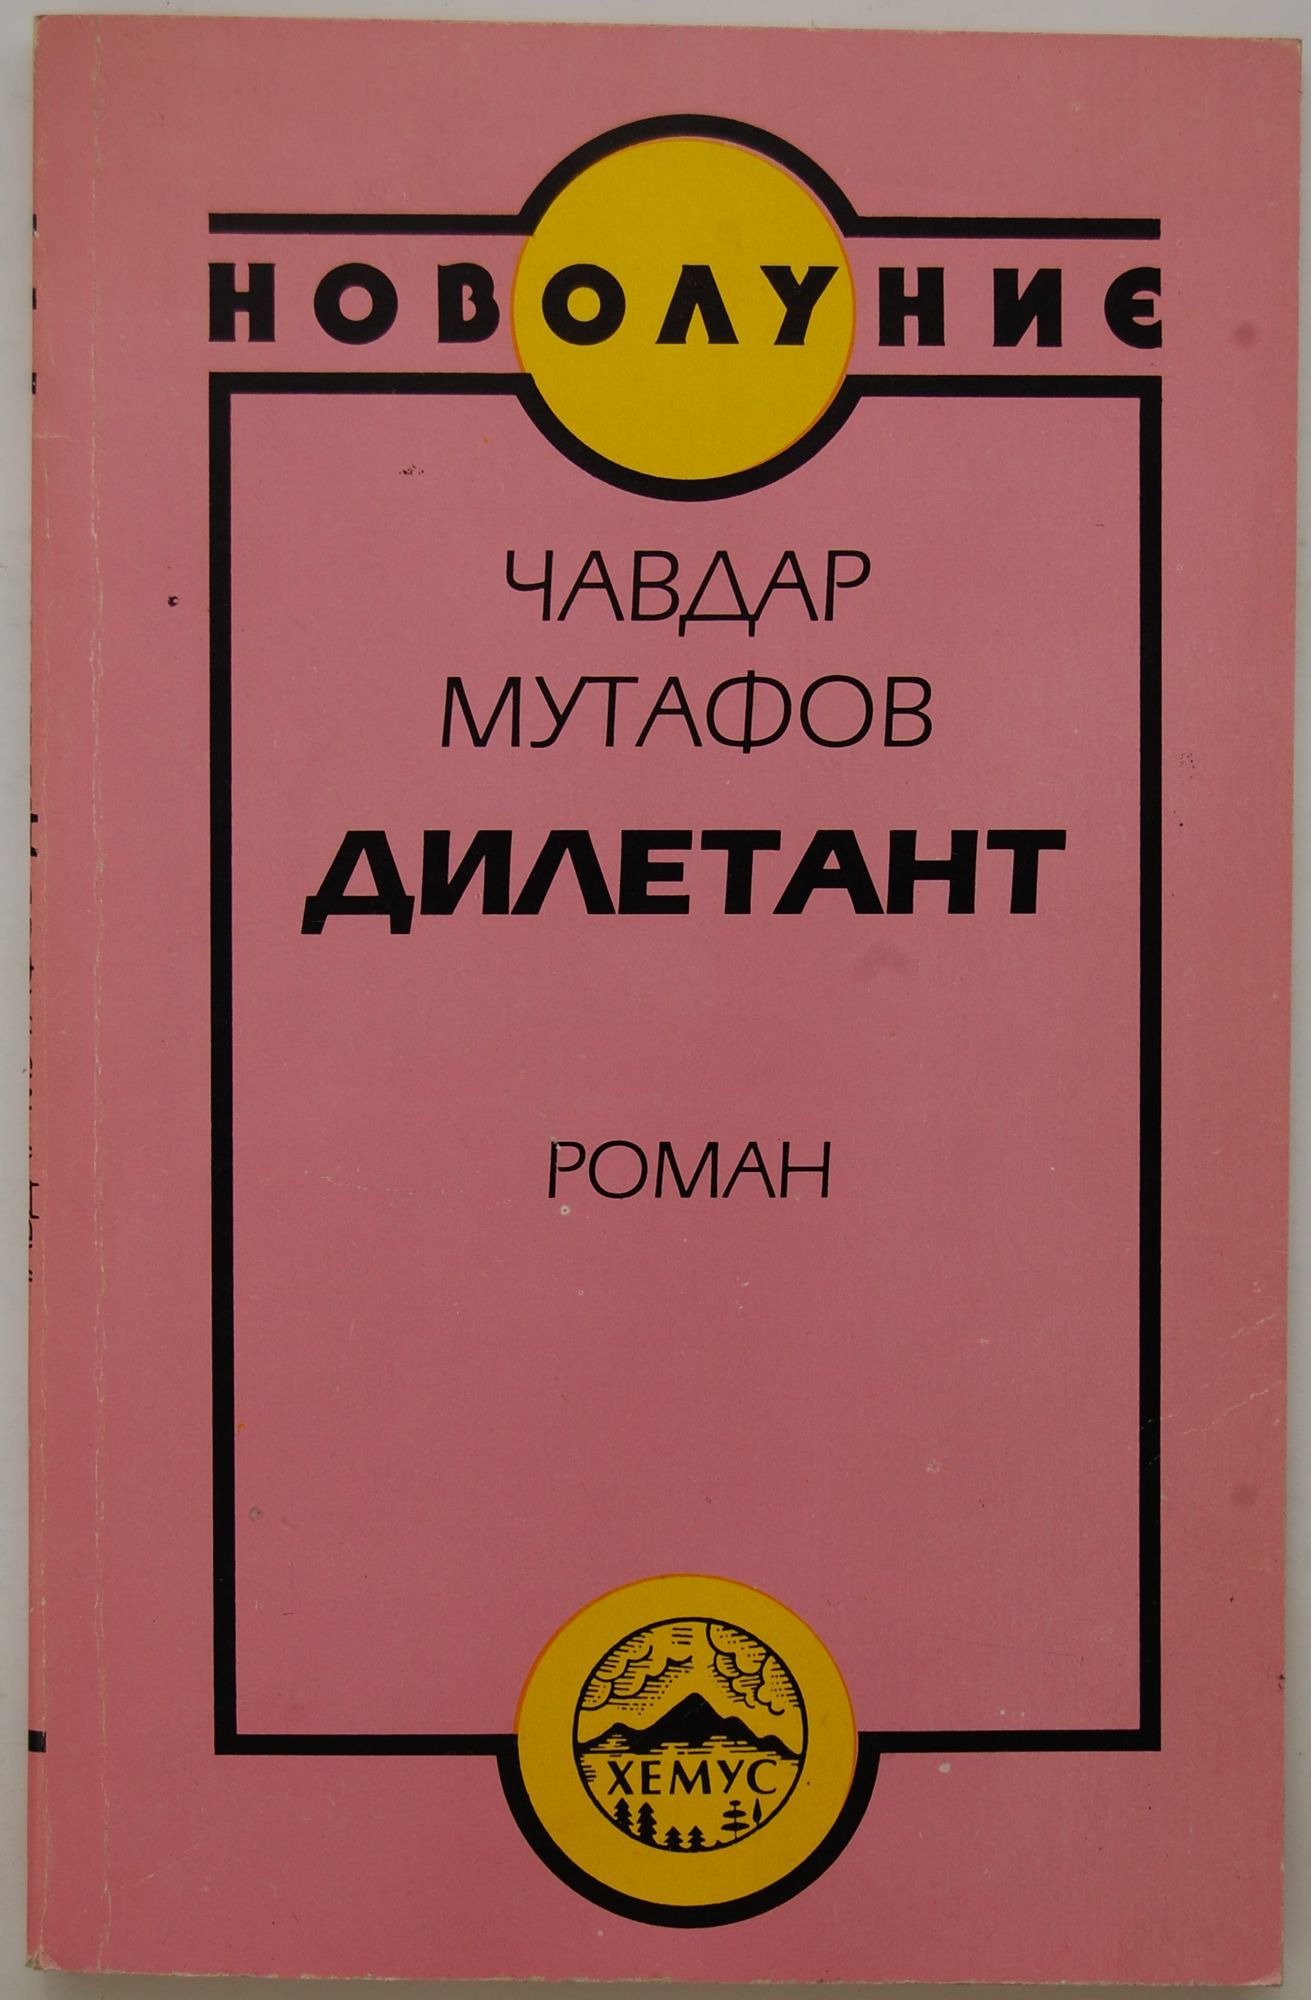 НОВОЛУНИЕ
ЧАВДАР
МУТАФОВ
ДИЛЕТАНТ
РОМАН
ХЕМУС